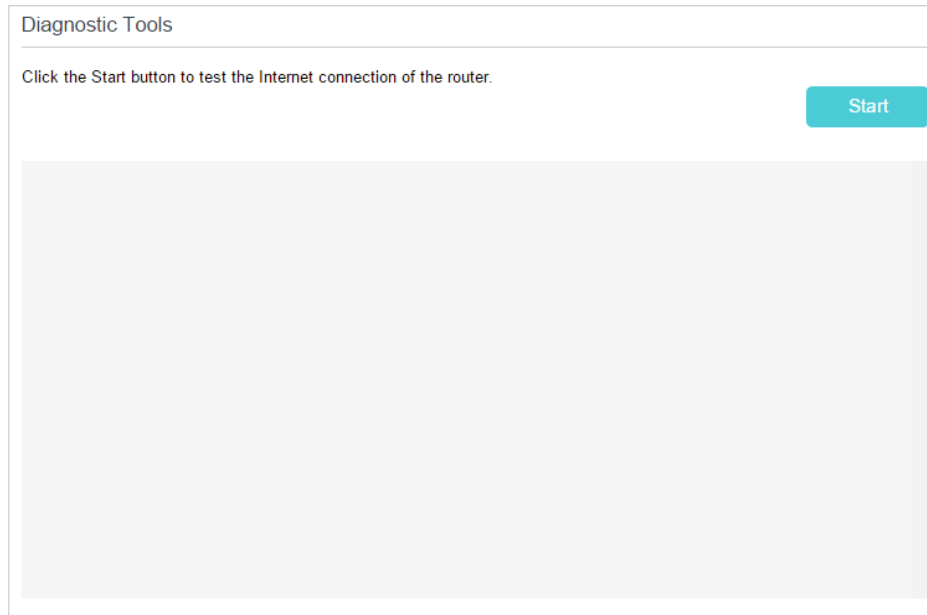 Diagnostic Tools
Click the Start button to test the Internet connection of the router.
Start